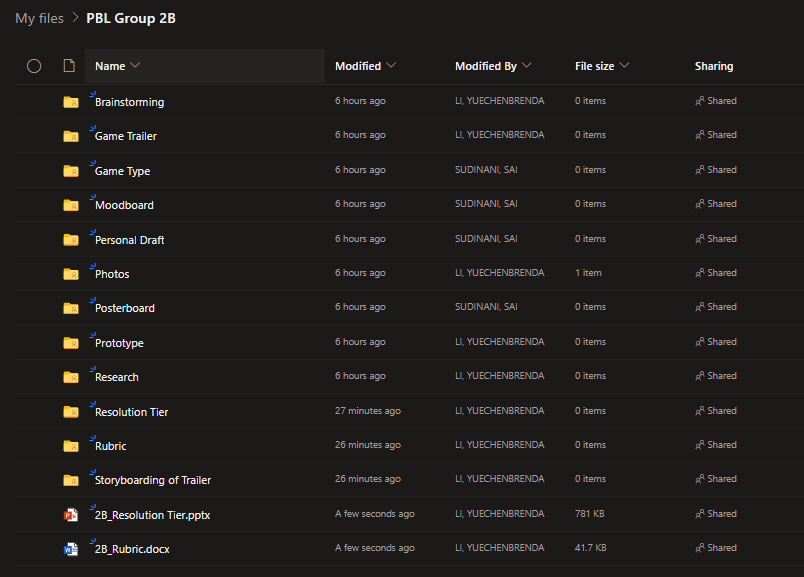 My files > PBL Group 2B
Name Modified Modified By File size Sharing
Brainstorming 6 hours ago LI, YUECHENBRENDA 0 items Shared
Game Trailer 6 hours ago LI, YUECHENBRENDA 0 items Shared
Game Type 6 hours ago SUDINANI, SAI 0 items Shared
Moodboard 6 hours ago SUDINANI, SAI 0 items Shared
Personal Draft 6 hours ago SUDINANI, SAI 0 items Shared
Photos 6 hours ago LI, YUECHENBRENDA 1 item Shared
Posterboard 6 hours ago SUDINANI, SAI 0 items Shared
Prototype 6 hours ago LI, YUECHENBRENDA 0 items Shared
Research 6 hours ago LI, YUECHENBRENDA 0 items Shared
Resolution Tier 27 minutes ago LI, YUECHENBRENDA 0 items Shared
Rubric 26 minutes ago LI, YUECHENBRENDA 0 items Shared
Storyboarding of Trailer 26 minutes ago LI, YUECHENBRENDA 0 items Shared
2B_Resolution Tier.pptx A few seconds ago LI, YUECHENBRENDA 781 KB Shared
2B_Rubric.docx A few seconds ago LI, YUECHENBRENDA 41.7 KB Shared